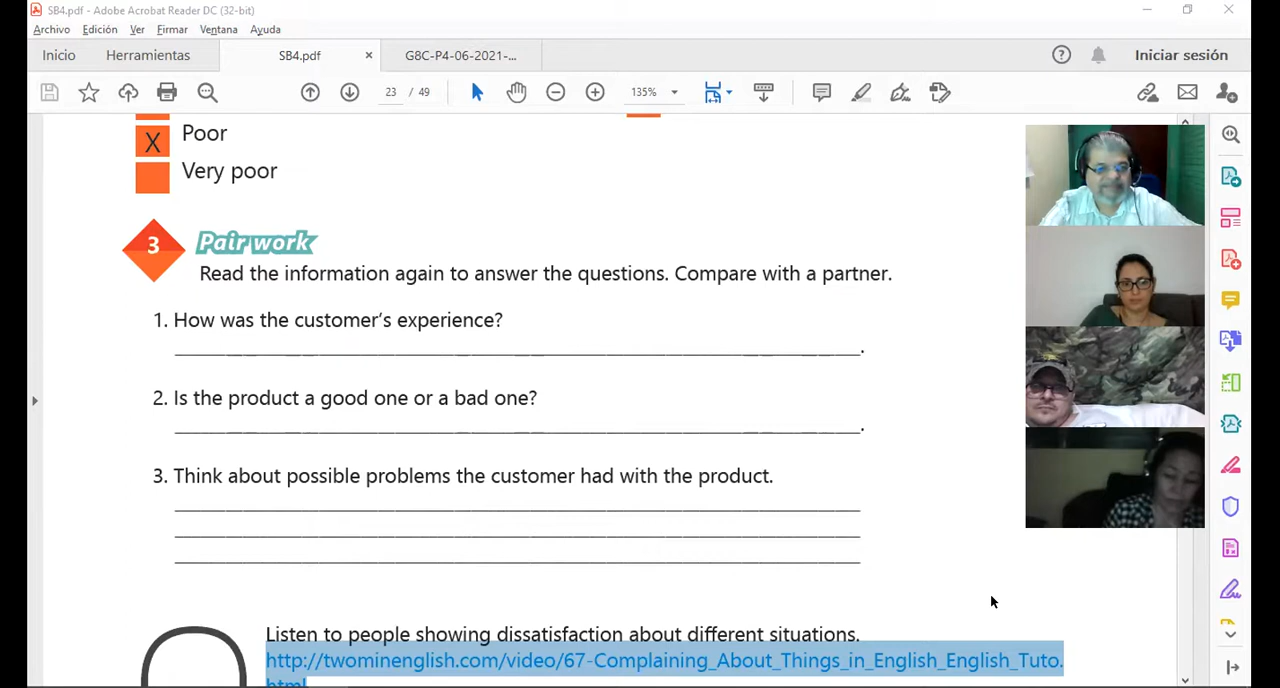 SB4.pdf - Adobe Acrobat Reader DC (32-bit)
Archivo Edición Ver Firmar Ventana Ayuda
Inicio Herramientas SB4.pdf × G8C-P4-06-2021-... Iniciar sesión
23 / 49 135%
X Poor
Very poor
3 Pair work
Read the information again to answer the questions. Compare with a partner.
1. How was the customer's experience?
.
2. Is the product a good one or a bad one?
.
3. Think about possible problems the customer had with the product.
Listen to people showing dissatisfaction about different situations.
http://twominenglish.com/video/67-Complaining_About_Things_in_English_English_Tuto.
html